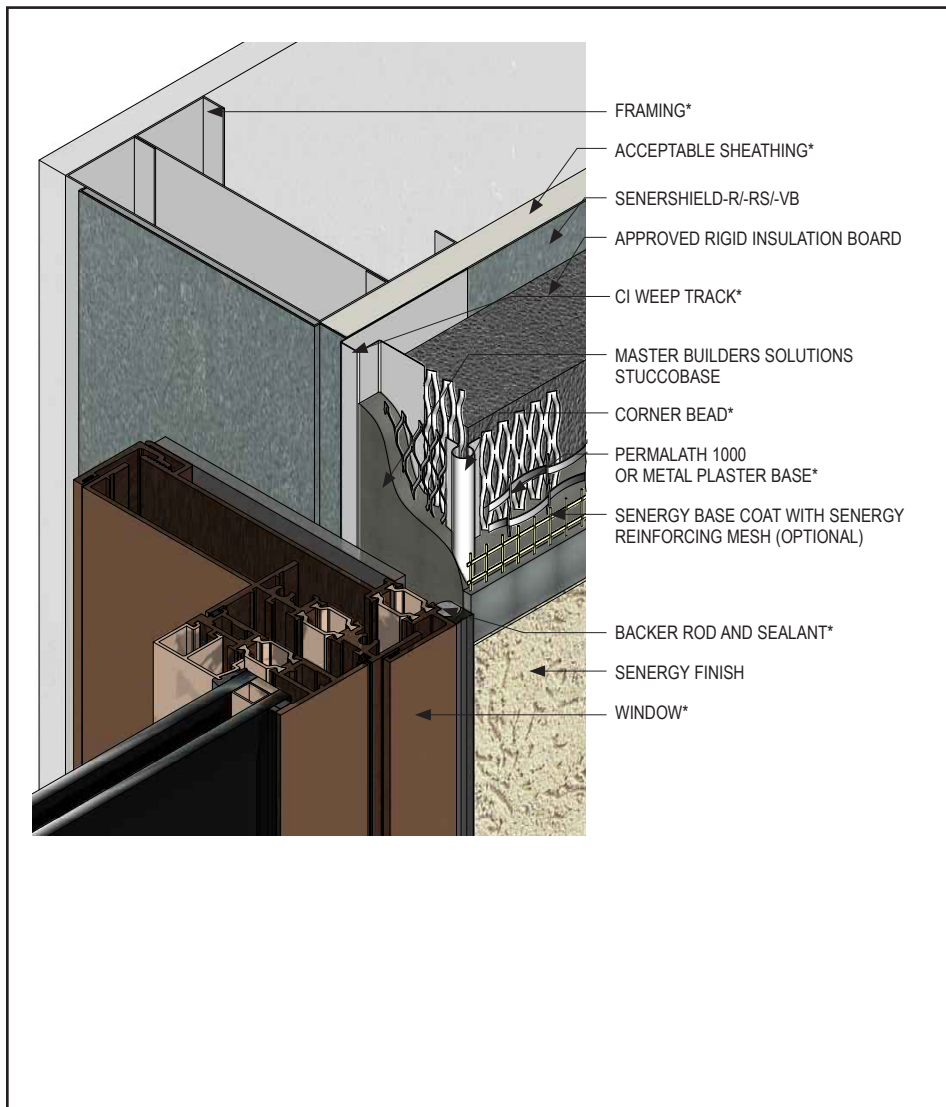 FRAMING*
ACCEPTABLE SHEATHING*
SENERSHIELD-R/-RS/-VB
APPROVED RIGID INSULATION BOARD
CI WEEP TRACK*
MASTER BUILDERS SOLUTIONS
STUCCOBASE
CORNER BEAD*
PERMALATH 1000
OR METAL PLASTER BASE*
SENERGY BASE COAT WITH SENERGY
REINFORCING MESH (OPTIONAL)
BACKER ROD AND SEALANT*
SENERGY FINISH
WINDOW*